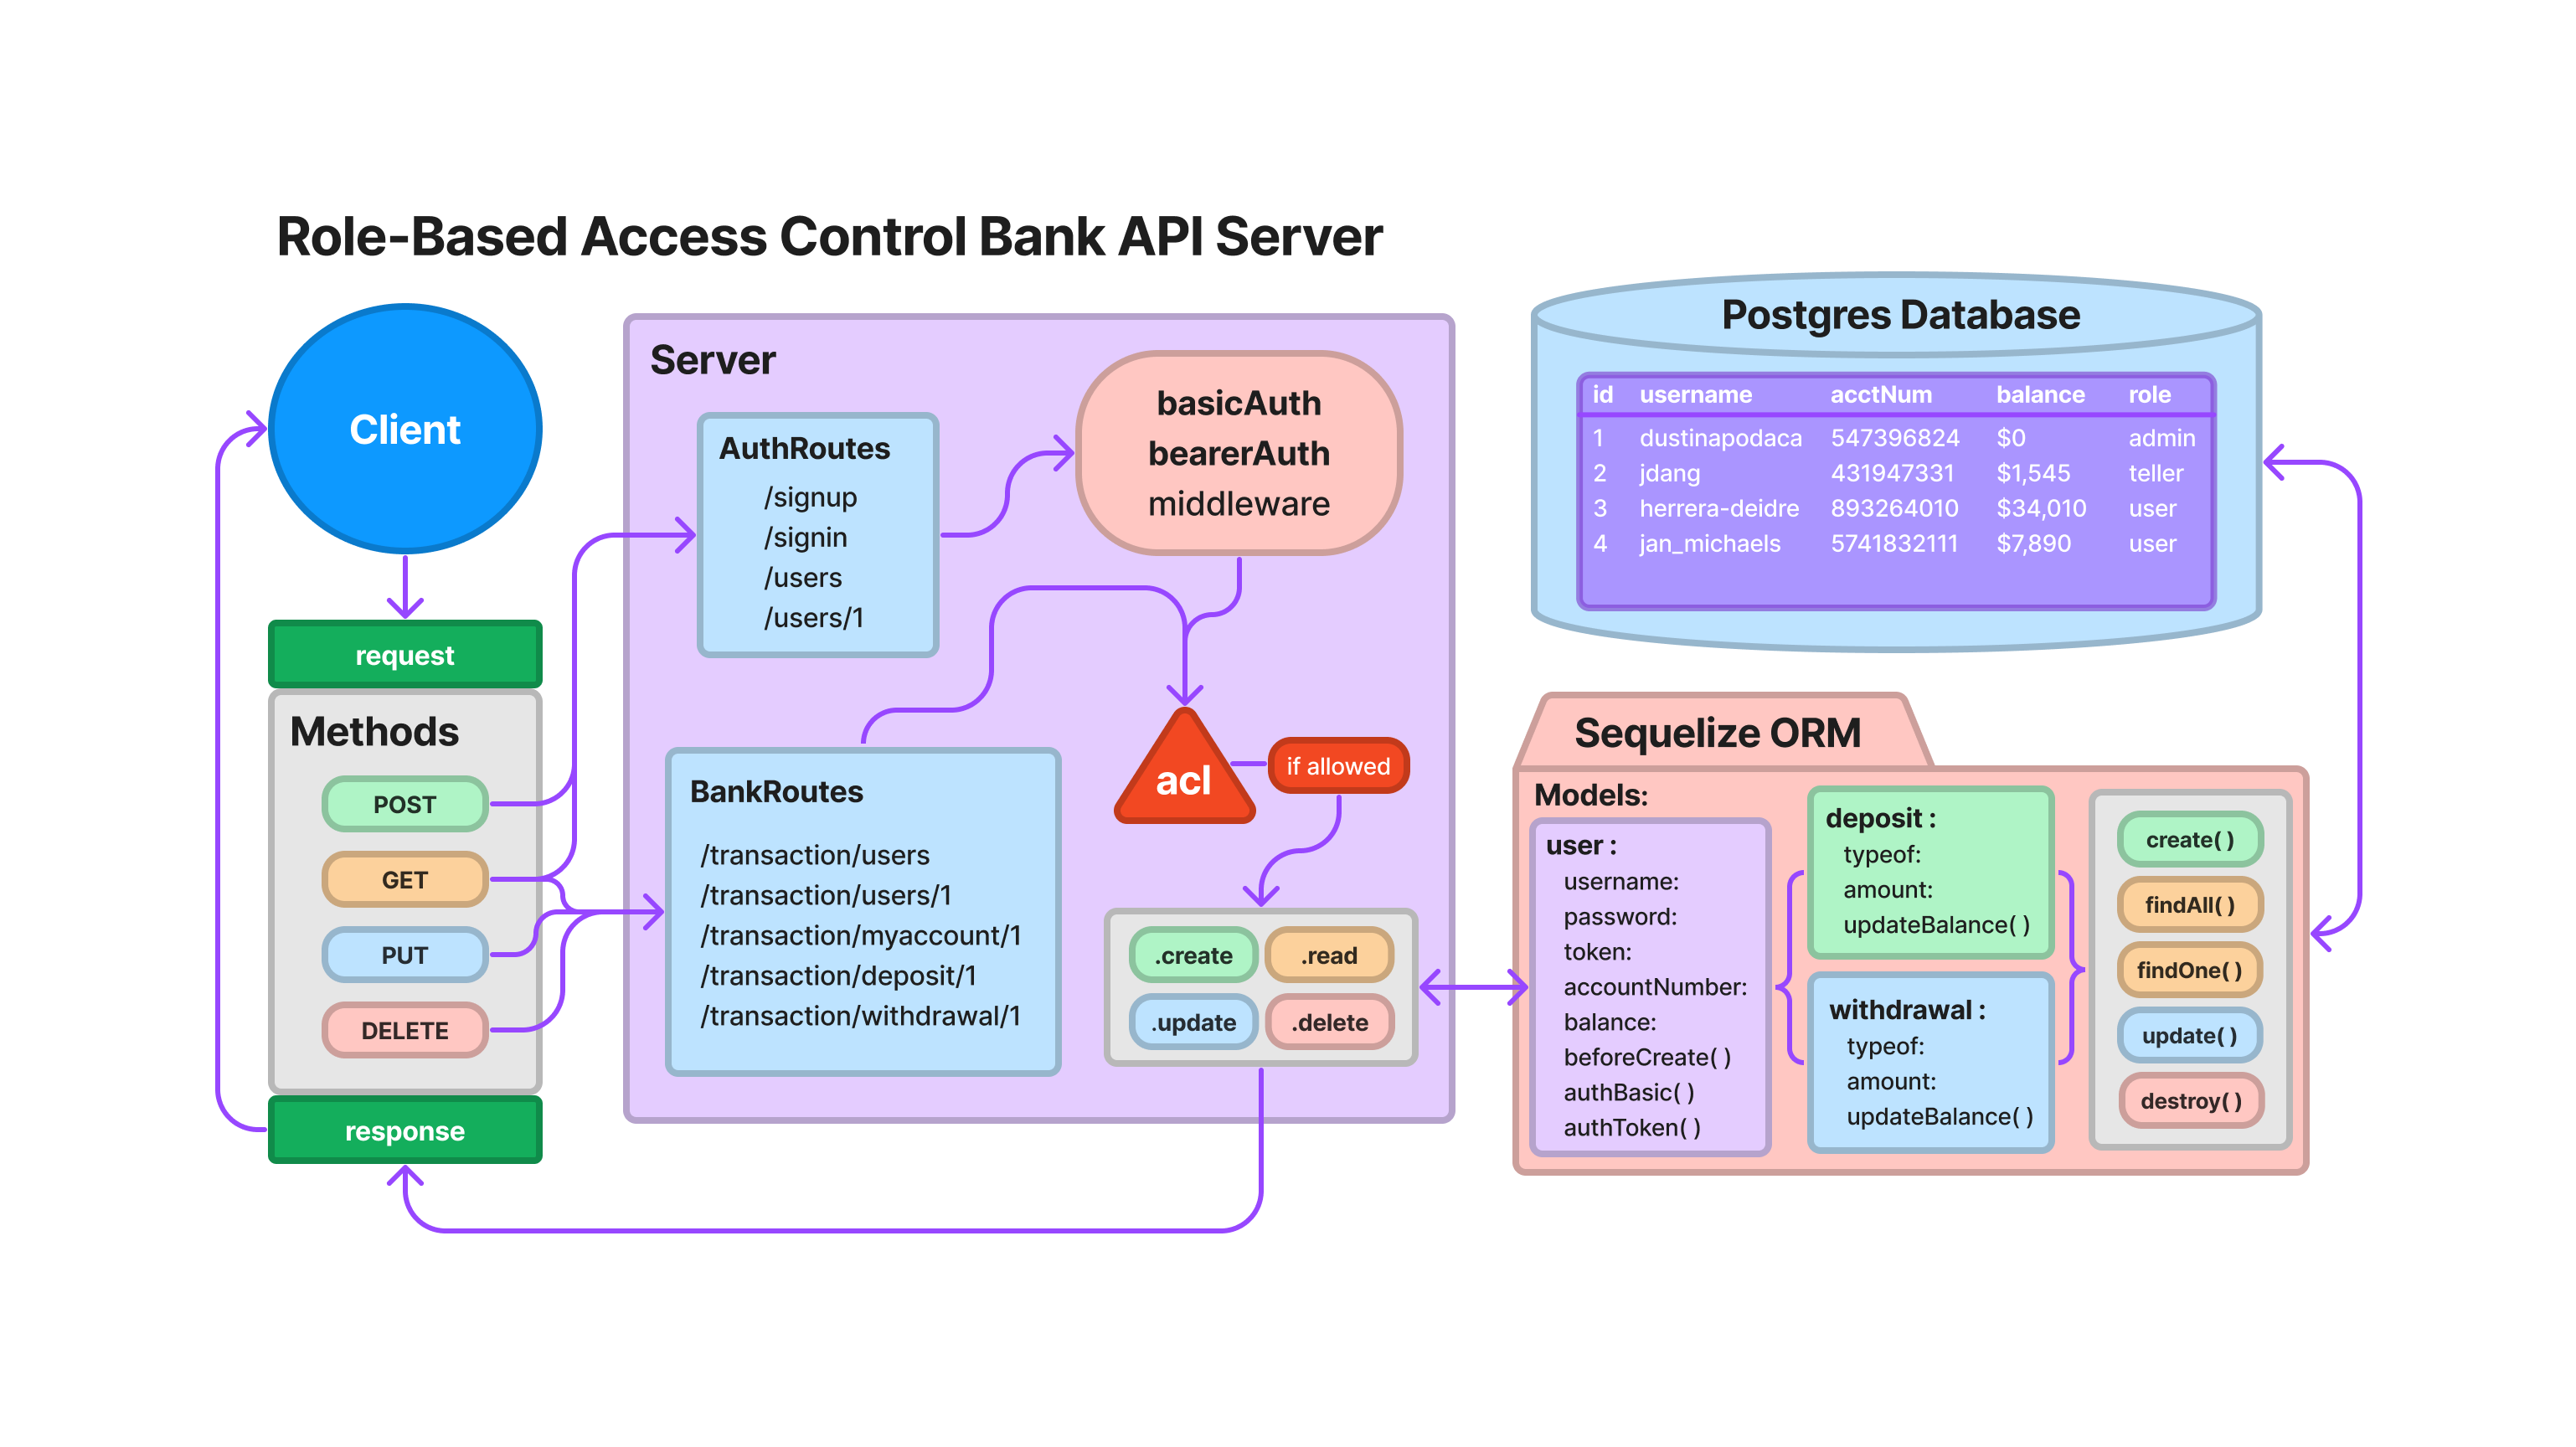 Role-Based Access Control Bank API Server
Client
request
Methods
POST
GET
PUT
DELETE
response
Server
AuthRoutes
/signup
/signin
/users
/users/1
basicAuth
bearerAuth
middleware
BankRoutes
/transaction/users
/transaction/users/1
/transaction/myaccount/1
/transaction/deposit/1
/transaction/withdrawal/1
acl
if allowed
.create .read
.update .delete
Postgres Database
id username acctNum balance role
1 dustinapodaca 547396824 $0 admin
2 jdang 431947331 $1,545 teller
3 herrera-deidre 893264010 $34,010 user
4 jan_michaels 5741832111 $7,890 user
Sequelize ORM
Models:
user :
username:
password:
token:
accountNumber:
balance:
beforeCreate( )
authBasic( )
authToken( )
deposit :
typeof:
amount:
updateBalance( )
withdrawal :
typeof:
amount:
updateBalance( )
create( )
findAll( )
findOne( )
update( )
destroy( )